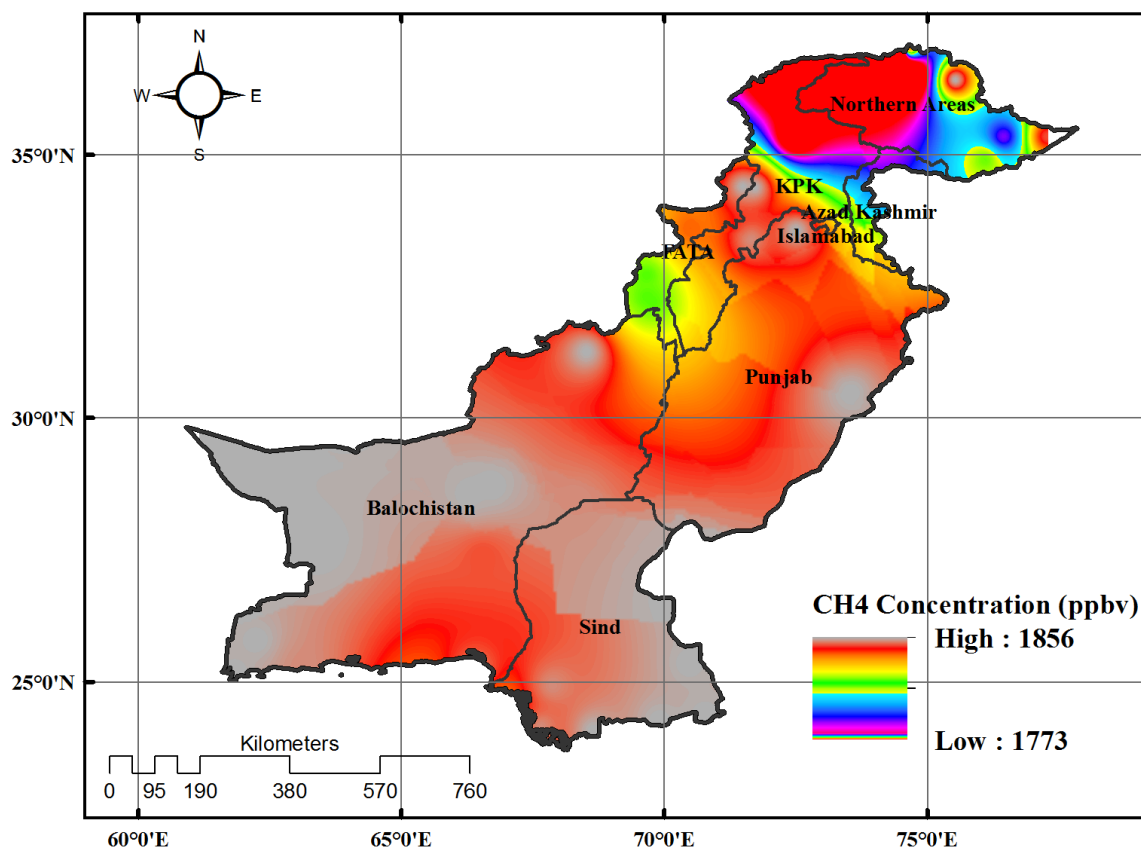 N
W E
S
35°0'N
30°0'N
25°0'N
Northern Areas
KPK
Azad Kashmir
Islamabad
FATA
Punjab
Balochistan
Sind
CH4 Concentration (ppbv)
High : 1856
Low : 1773
Kilometers
0 95 190 380 570 760
60°0'E 65°0'E 70°0'E 75°0'E